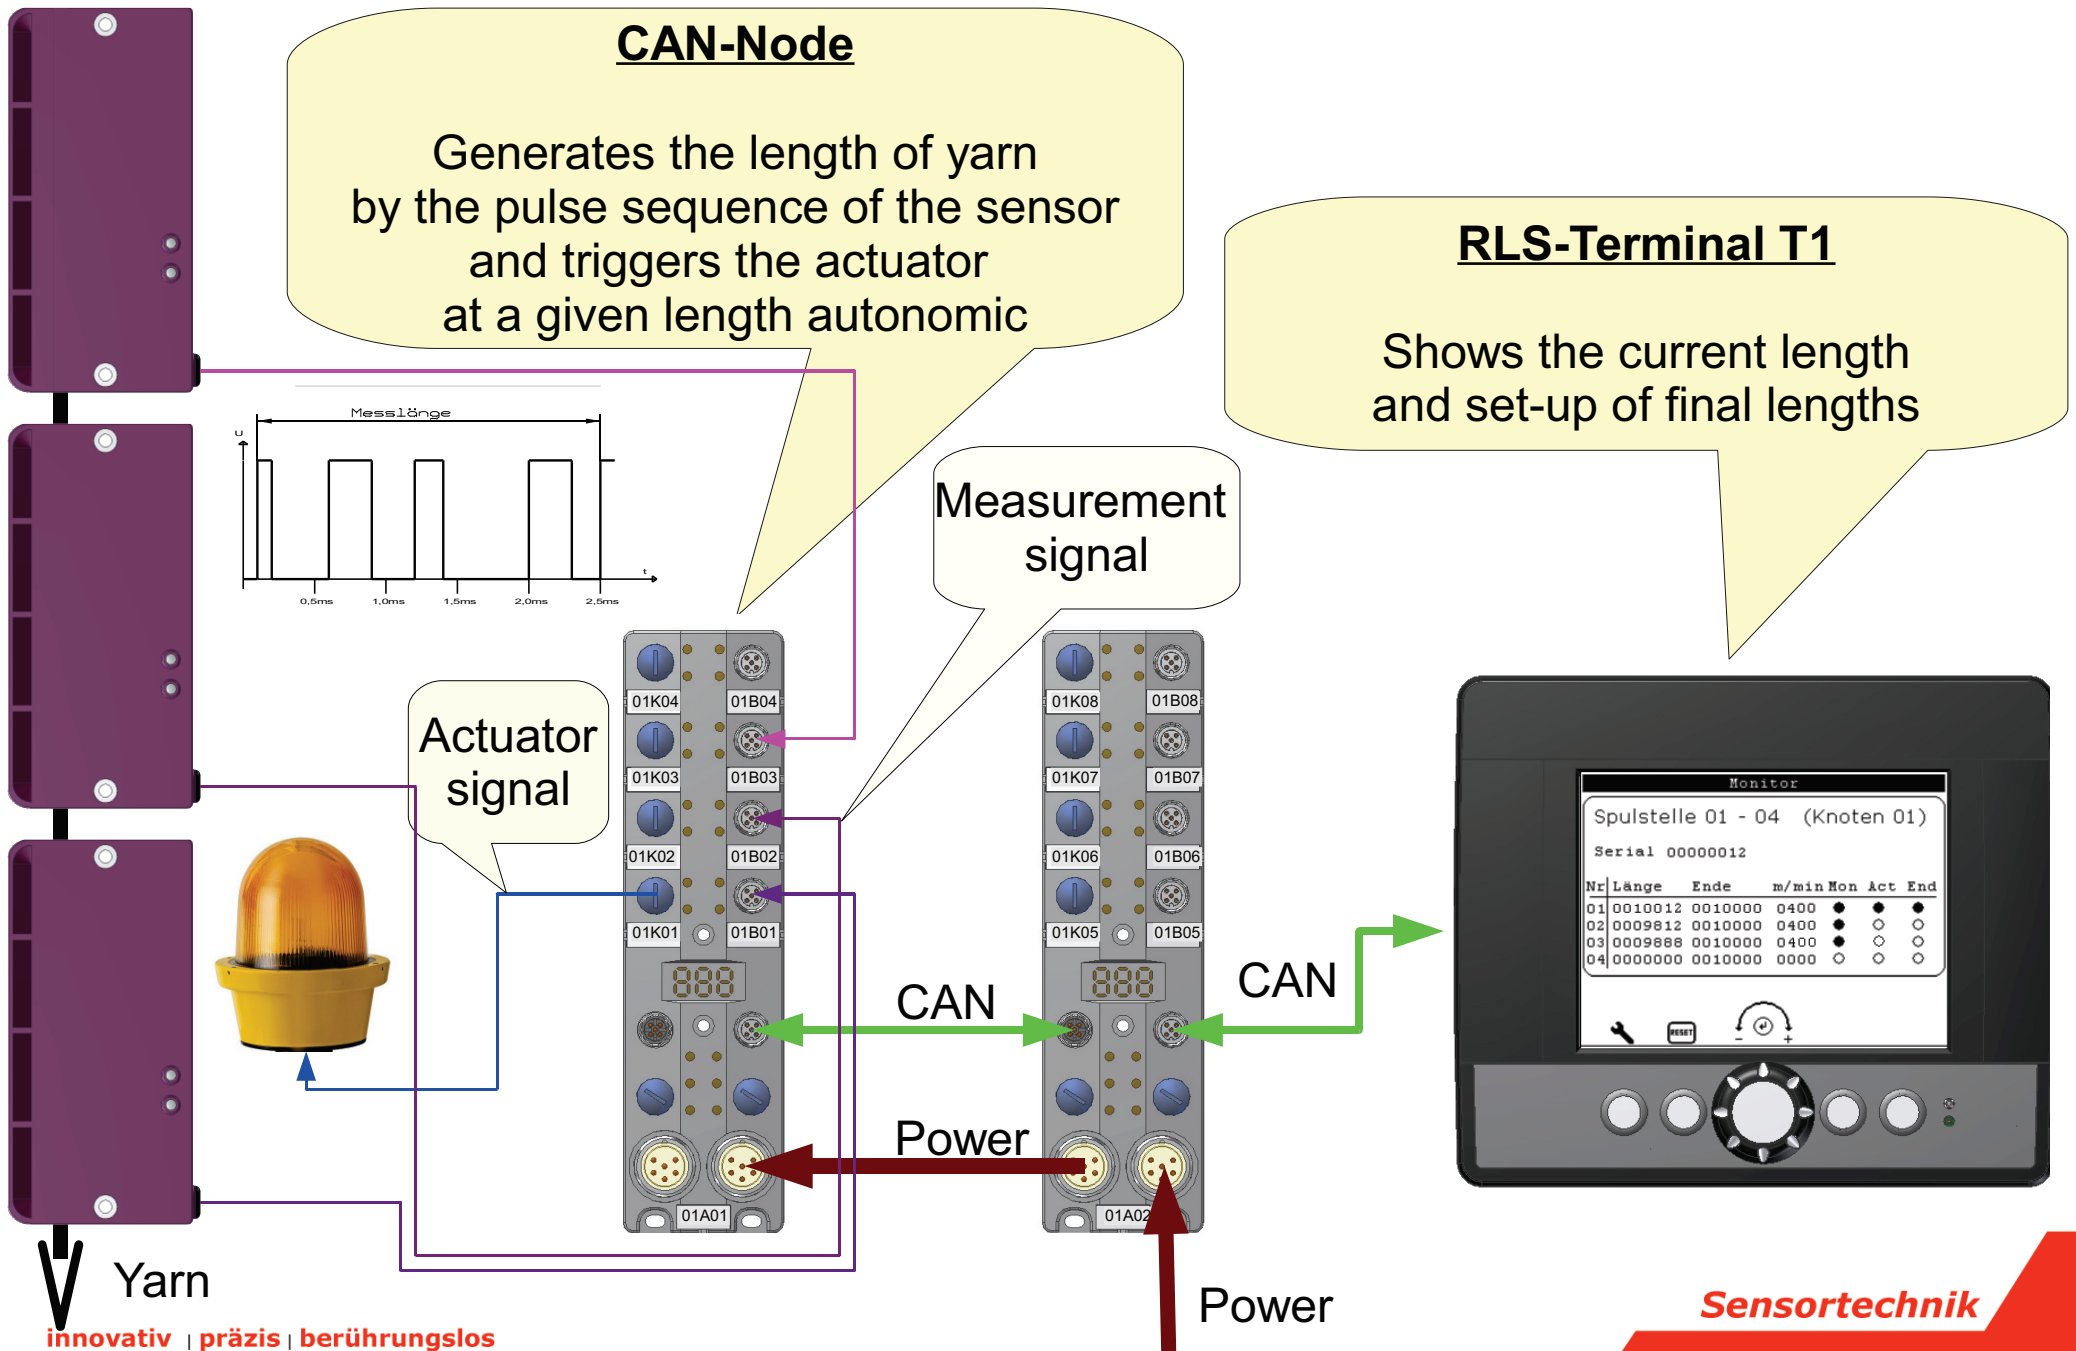 CAN-Node
Generates the length of yarn
by the pulse sequence of the sensor
and triggers the actuator
at a given length autonomic
RLS-Terminal T1
Shows the current length
and set-up of final lengths
Messlänge
U
t
0,5ms 1,0ms 1,5ms 2,0ms 2,5ms
Measurement
signal
Actuator
signal
01K04 01B04
01K03 01B03
01K02 01B02
01K01 01B01
888
01A01
01K08 01B08
01K07 01B07
01K06 01B06
01K05 01B05
888
01A02
CAN
CAN
Power
Power
Monitor
Spulstelle 01 - 04 (Knoten 01)
Serial 00000012
Nr Länge Ende m/min Mon Act End
01 0010012 0010000 0400
02 0009812 0010000 0400
03 0009888 0010000 0400
04 0000000 0010000 0000
RESET
- +
Yarn
innovativ | präzis | berührungslos
Sensortechnik